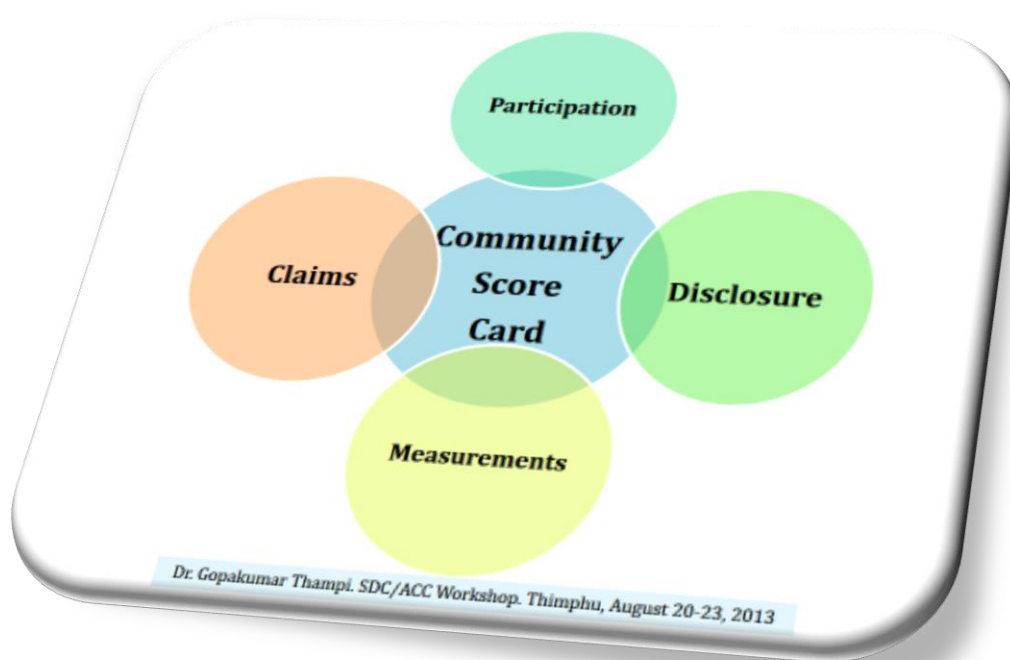 Participation
Claims
Community
Score
Card
Disclosure
Measurements
Dr. Gopakumar Thampi. SDC/ACC Workshop. Thimphu, August 20-23, 2013